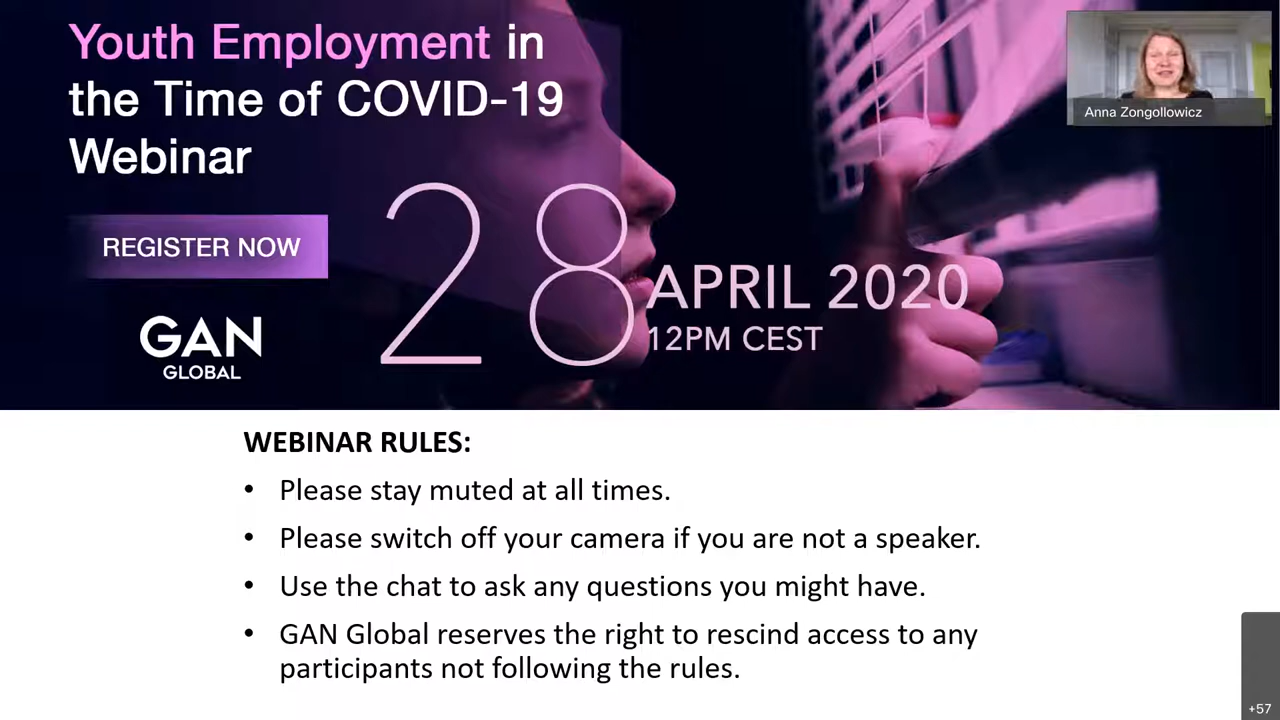 Youth Employment in
the Time of COVID-19
Webinar
Anna Zongollowicz
REGISTER NOW
28
APRIL 2020
12PM CEST
GAN
GLOBAL
WEBINAR RULES:
• Please stay muted at all times.
• Please switch off your camera if you are not a speaker.
• Use the chat to ask any questions you might have.
• GAN Global reserves the right to rescind access to any
participants not following the rules.
+57